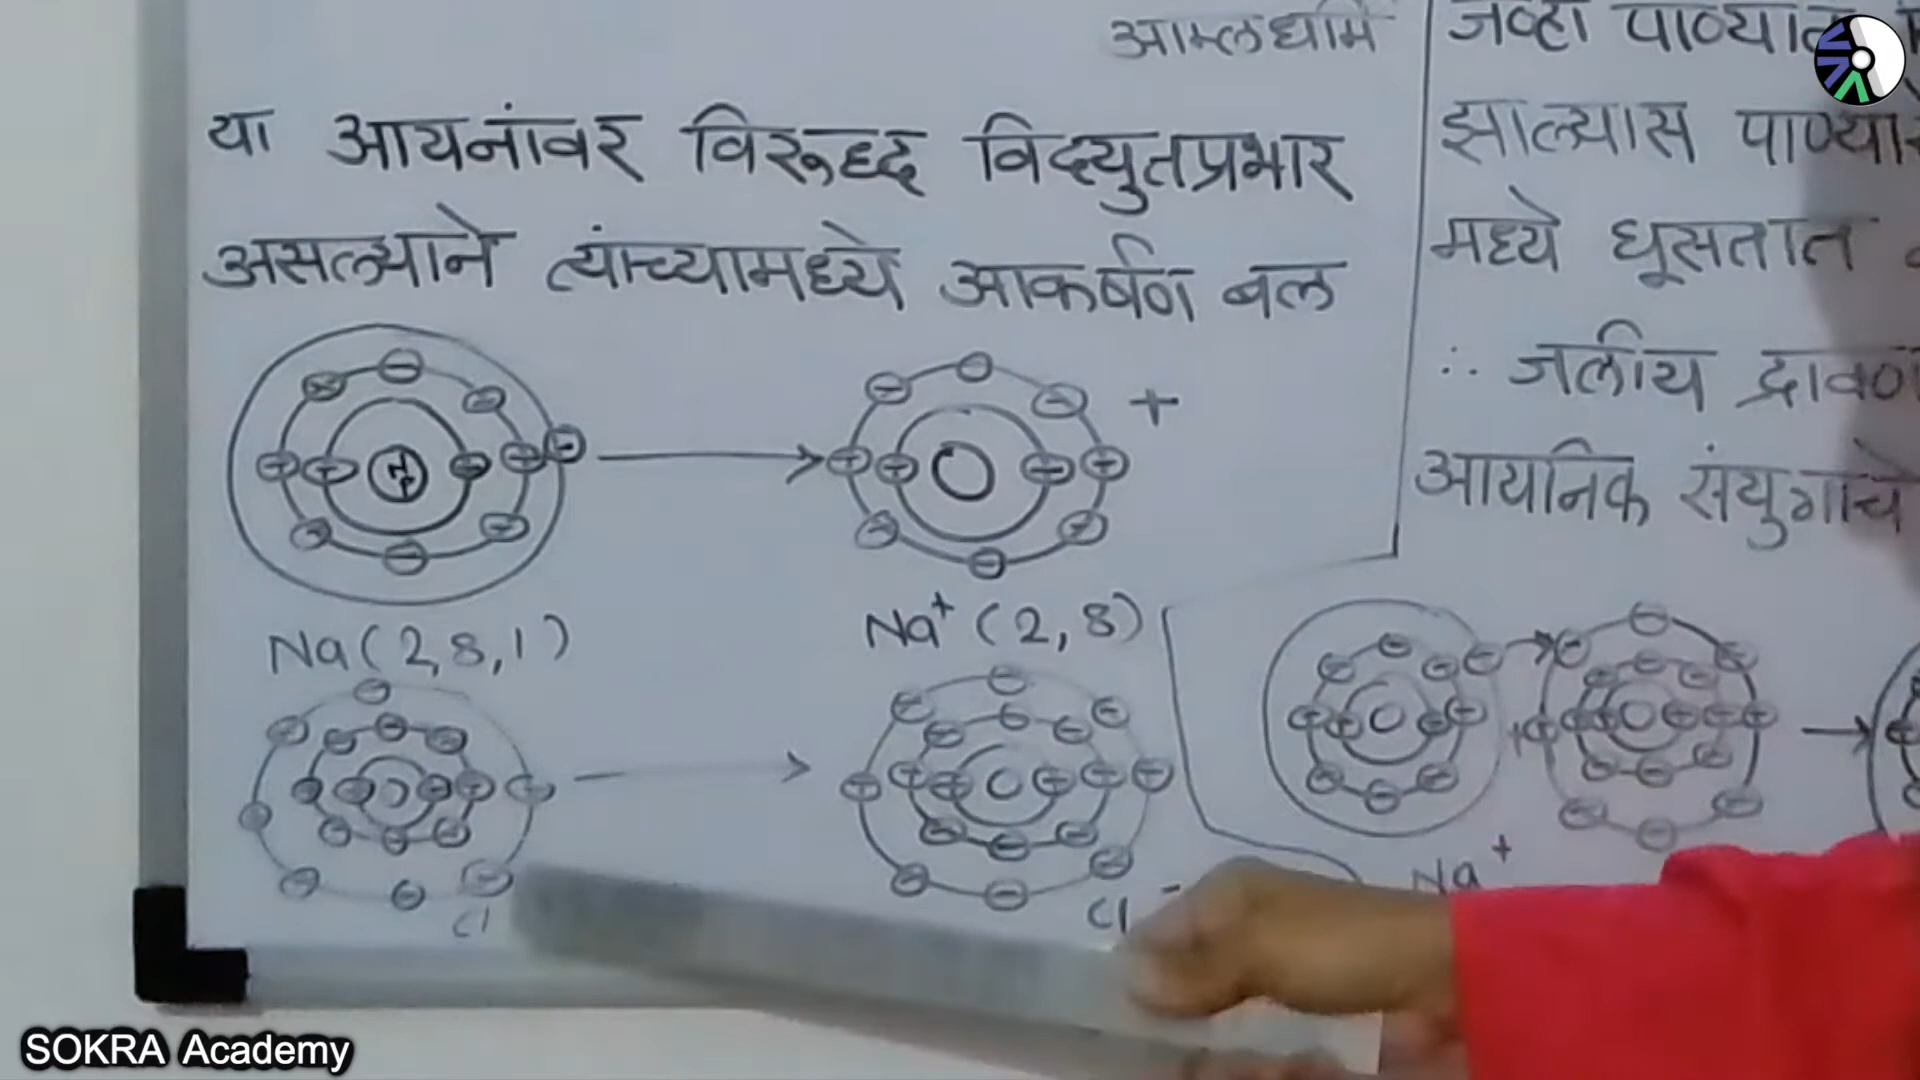 आम्लधर्मि
या आयनांवर विरूध्द विद्युतप्रभार
असल्याने त्यांच्यामध्ये आकर्षण बल
Na (2,8,1)
Na⁺ (2,8)
Cl
Cl -
जेव्हा पाण्यात
झाल्यास
मध्ये घूसतात
∴ जलीय द्रावण
आयनिक संयुगाचे
Na⁺
SOKRA Academy